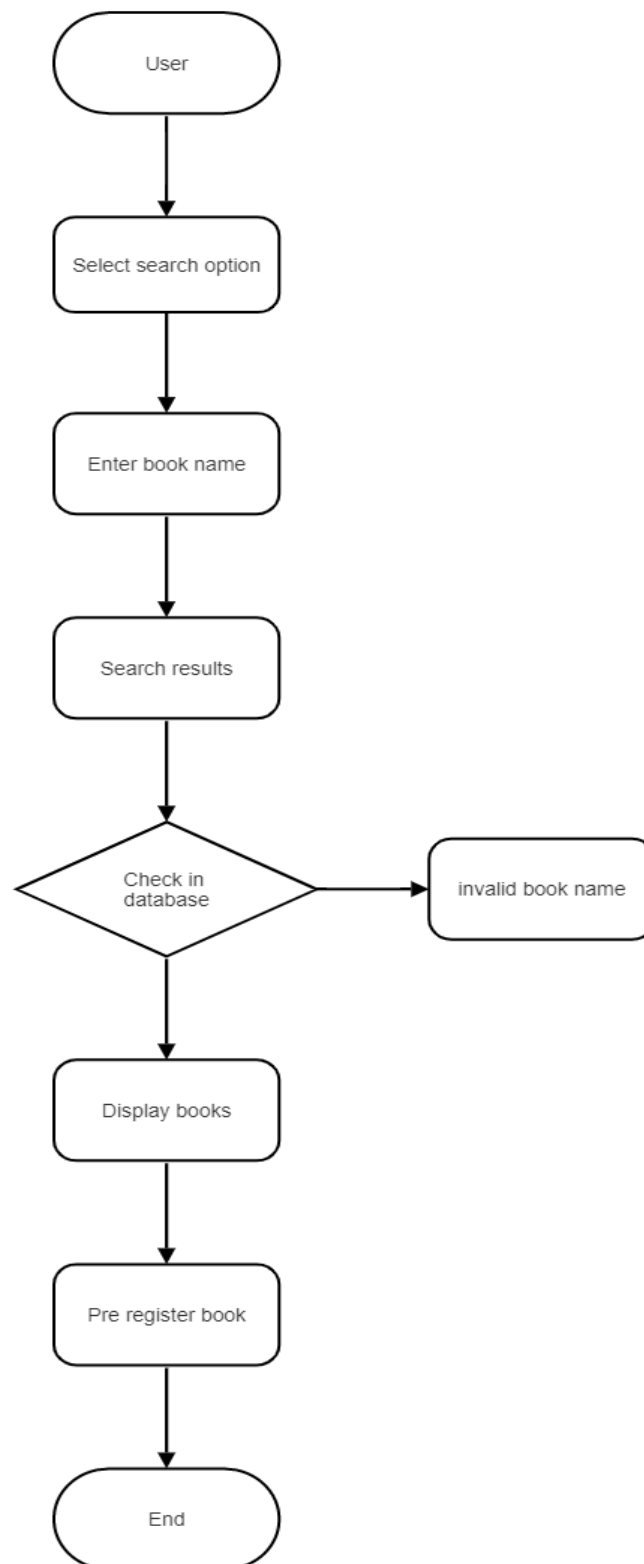 User
Select search option
Enter book name
Search results
Check in
database
invalid book name
Display books
Pre register book
End